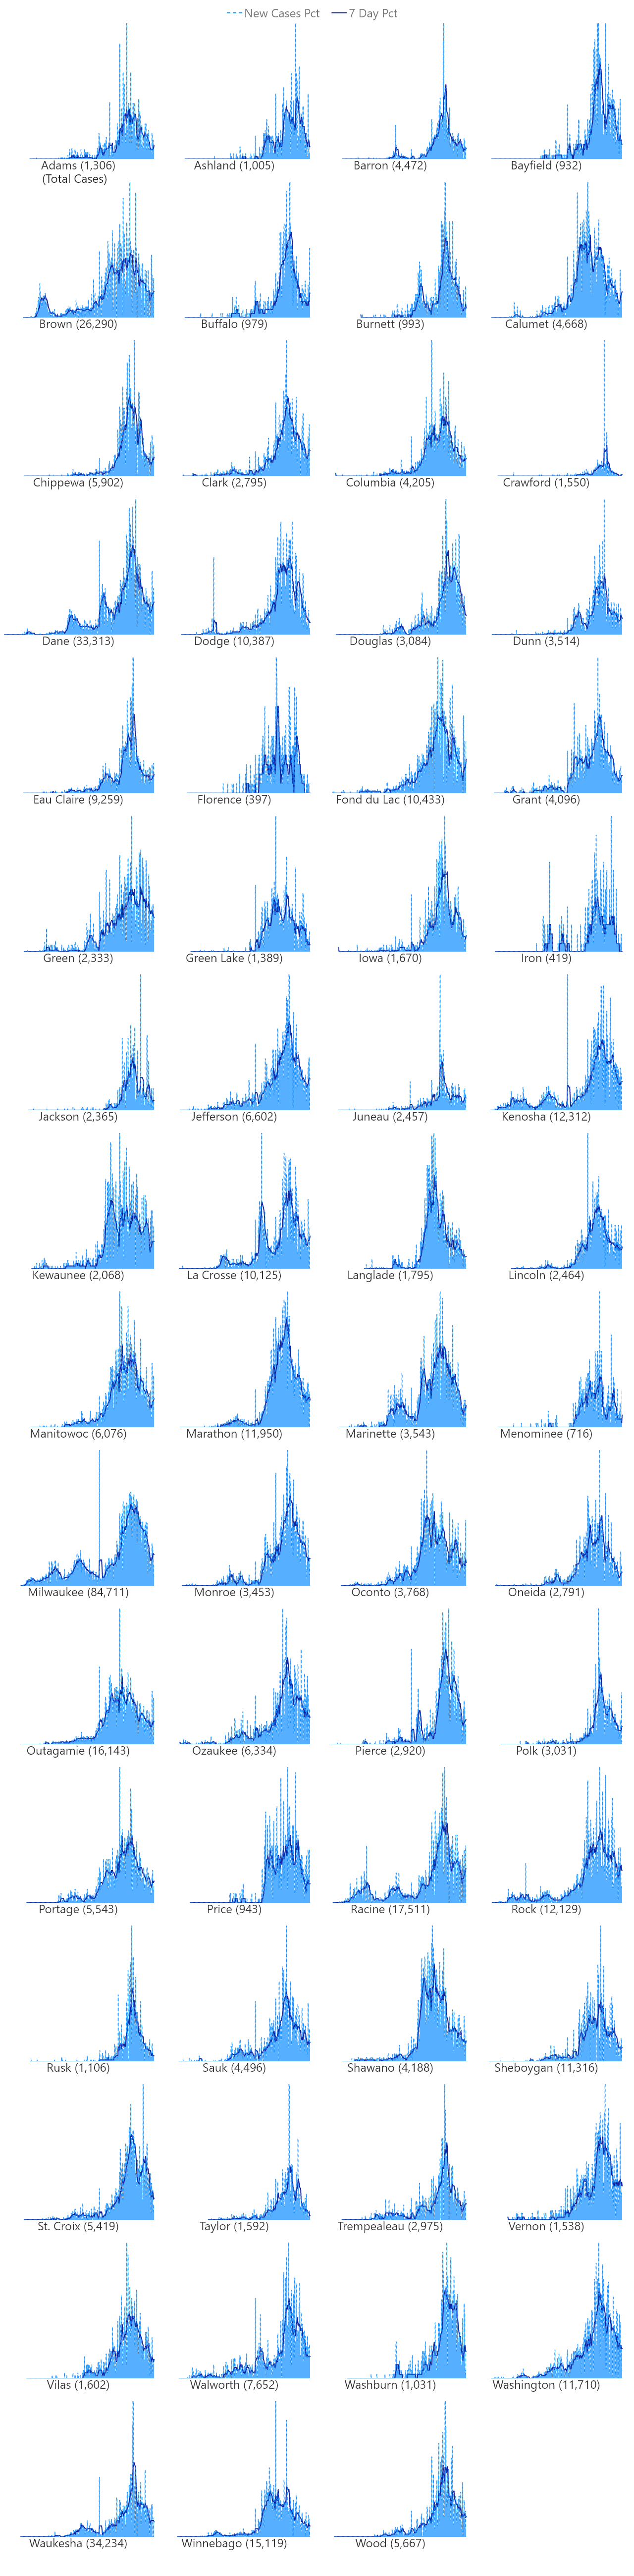 New Cases Pct 7 Day Pct
Adams (1,306) Ashland (1,005) Barron (4,472) Bayfield (932)
(Total Cases)
Brown (26,290) Buffalo (979) Burnett (993) Calumet (4,668)
Chippewa (5,902) Clark (2,795) Columbia (4,205) Crawford (1,550)
Dane (33,313) Dodge (10,387) Douglas (3,084) Dunn (3,514)
Eau Claire (9,259) Florence (397) Fond du Lac (10,433) Grant (4,096)
Green (2,333) Green Lake (1,389) Iowa (1,670) Iron (419)
Jackson (2,365) Jefferson (6,602) Juneau (2,457) Kenosha (12,312)
Kewaunee (2,068) La Crosse (10,125) Langlade (1,795) Lincoln (2,464)
Manitowoc (6,076) Marathon (11,950) Marinette (3,543) Menominee (716)
Milwaukee (84,711) Monroe (3,453) Oconto (3,768) Oneida (2,791)
Outagamie (16,143) Ozaukee (6,334) Pierce (2,920) Polk (3,031)
Portage (5,543) Price (943) Racine (17,511) Rock (12,129)
Rusk (1,106) Sauk (4,496) Shawano (4,188) Sheboygan (11,316)
St. Croix (5,419) Taylor (1,592) Trempealeau (2,975) Vernon (1,538)
Vilas (1,602) Walworth (7,652) Washburn (1,031) Washington (11,710)
Waukesha (34,234) Winnebago (15,119) Wood (5,667)